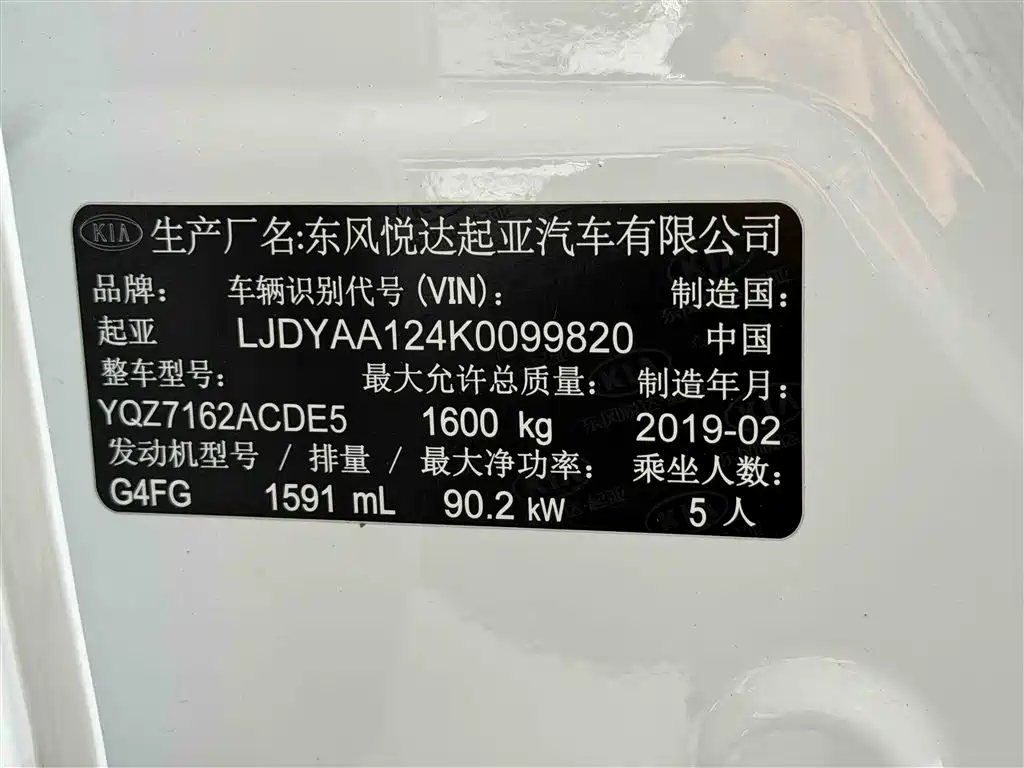 KIA 生产厂名:东风悦达起亚汽车有限公司
品牌: 车辆识别代号(VIN): 制造国:
起亚 LJDYAA124K0099820 中国
整车型号: 最大允许总质量: 制造年月:
YQZ7162ACDE5 1600 kg 2019-02
发动机型号 / 排量 / 最大净功率: 乘坐人数:
G4FG 1591 mL 90.2 kW 5 人